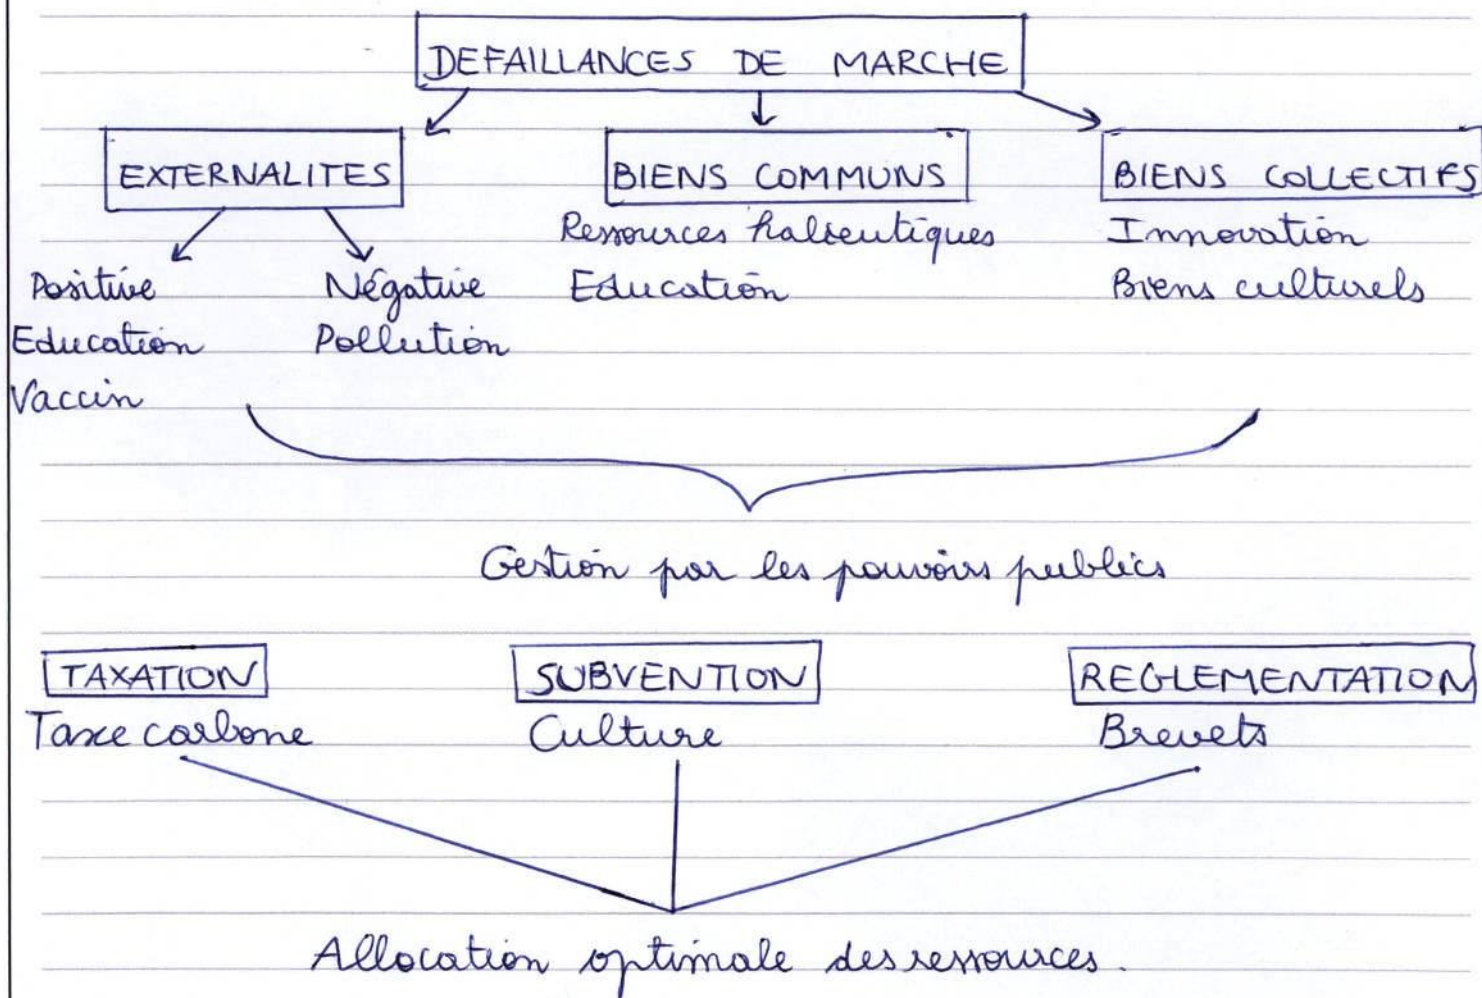 DEFAILLANCES DE MARCHE
EXTERNALITES
BIENS COMMUNS
BIENS COLLECTIFS
Ressources halieutiques
Innovation
Positive
Négative
Education
Biens culturels
Education
Pollution
Vaccin
Gestion par les pouvoirs publics
TAXATION
SUBVENTION
REGLEMENTATION
Taxe carbone
Culture
Brevets
Allocation optimale des ressources.